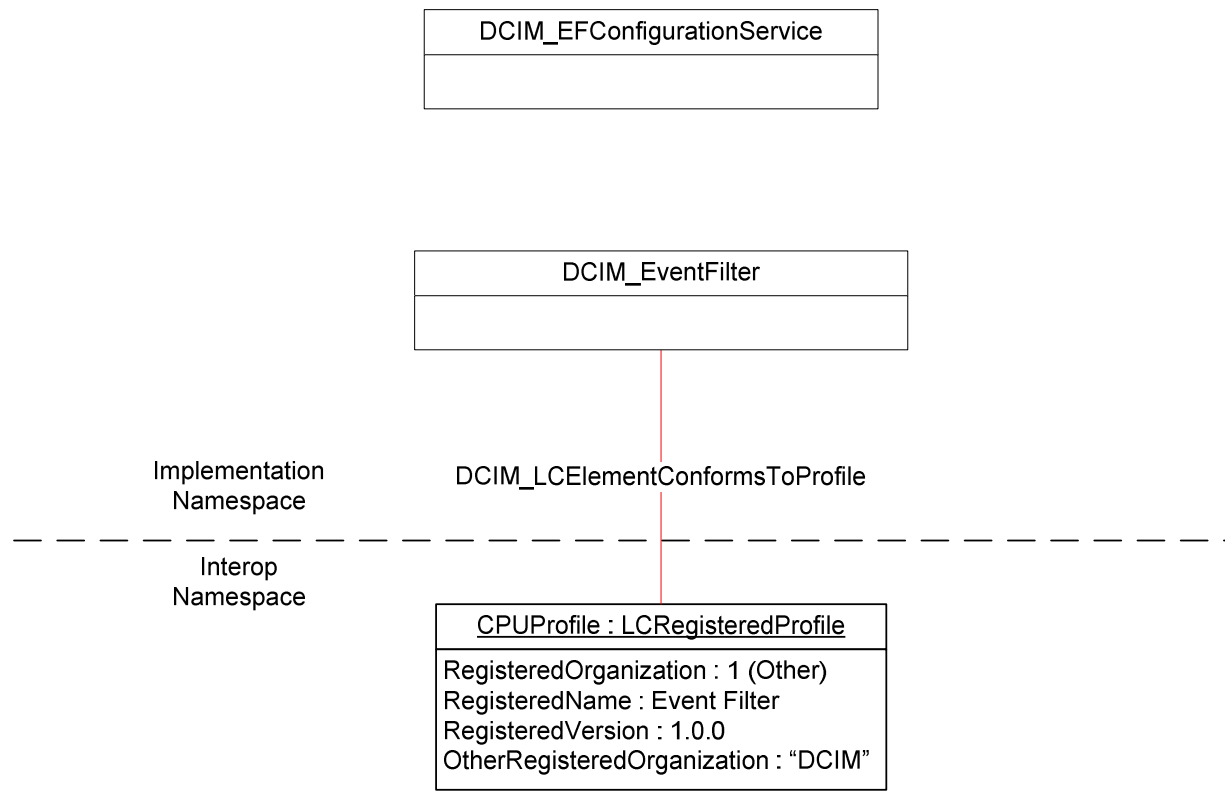 DCIM_EFConfigurationService
DCIM_EventFilter
Implementation
Namespace
DCIM_LCElementConformsToProfile
Interop
Namespace
CPUProfile : LCRegisteredProfile
RegisteredOrganization : 1 (Other)
RegisteredName : Event Filter
RegisteredVersion : 1.0.0
OtherRegisteredOrganization : “DCIM”